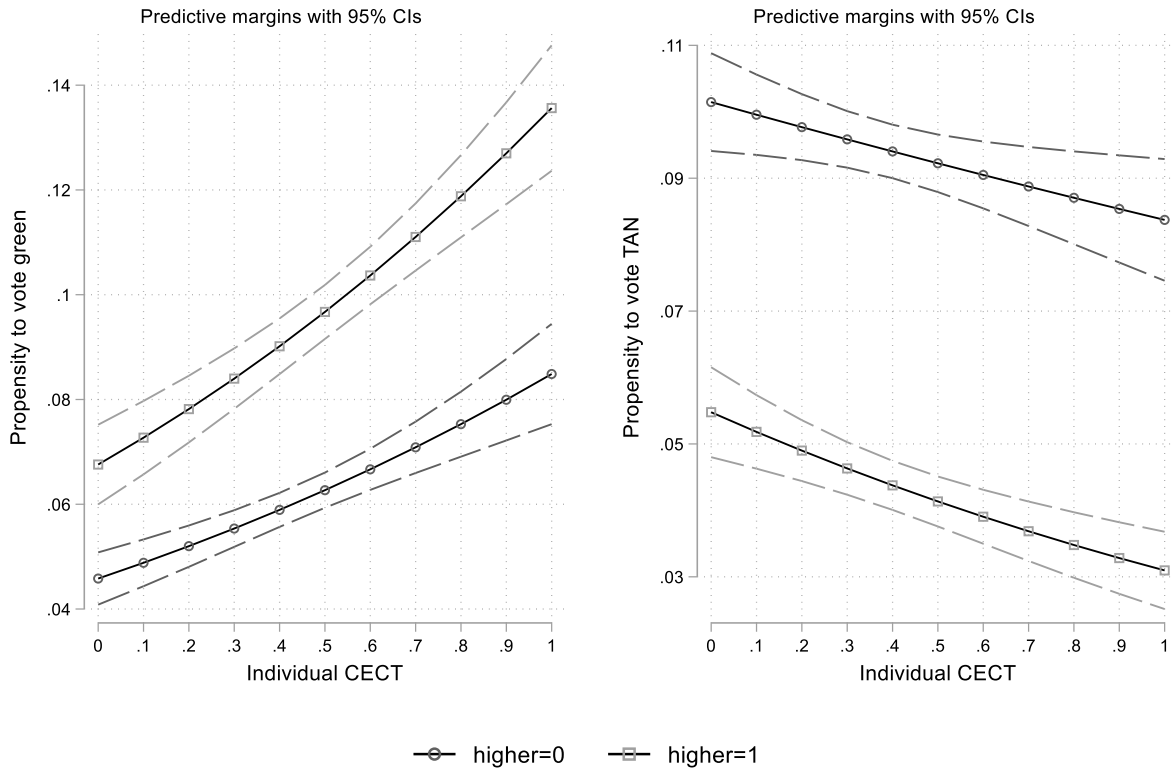 Predictive margins with 95% CIs
Propensity to vote green
.14
.12
.1
.08
.06
.04
0 .1 .2 .3 .4 .5 .6 .7 .8 .9 1
Individual CECT
Predictive margins with 95% CIs
Propensity to vote TAN
.11
.09
.07
.05
.03
0 .1 .2 .3 .4 .5 .6 .7 .8 .9 1
Individual CECT
higher=0 higher=1